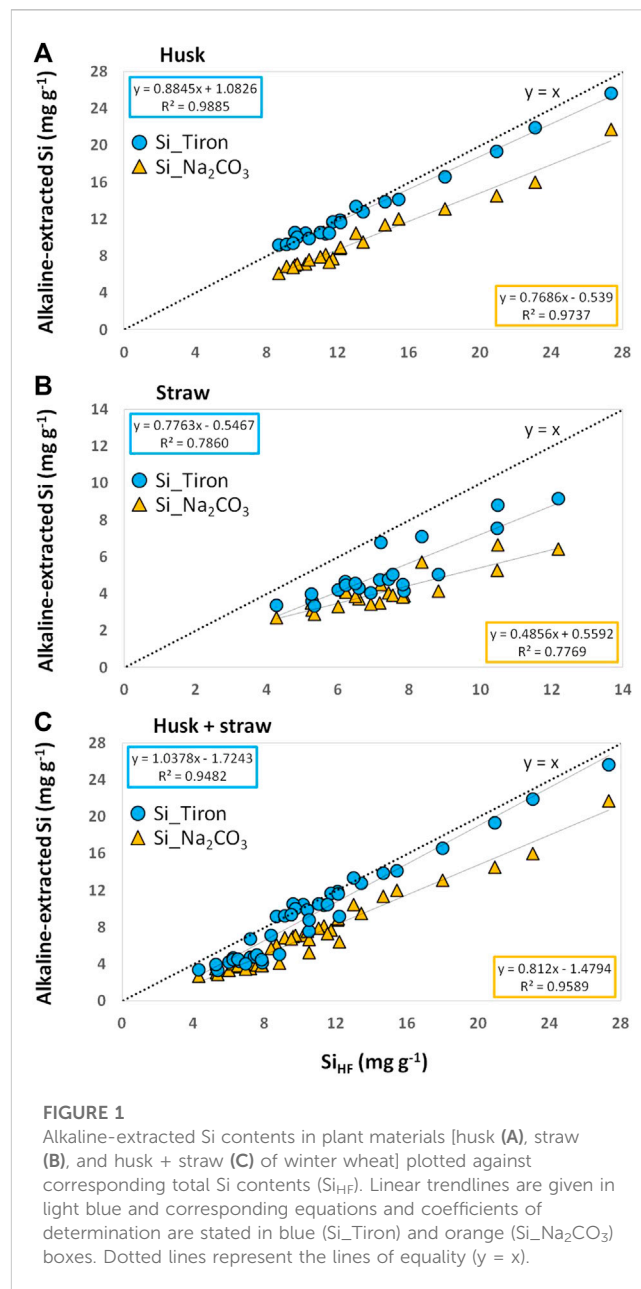 A
Husk
Alkaline-extracted Si (mg g⁻¹)
28
24
20
16
12
8
4
0
y = 0.8845x + 1.0826
R² = 0.9885
y = x
Si_Tiron
Si_Na₂CO₃
y = 0.7686x - 0.539
R² = 0.9737
0 4 8 12 16 20 24 28
B
Straw
Alkaline-extracted Si (mg g⁻¹)
14
12
10
8
6
4
2
0
y = 0.7763x - 0.5467
R² = 0.7860
y = x
Si_Tiron
Si_Na₂CO₃
y = 0.4856x + 0.5592
R² = 0.7769
0 2 4 6 8 10 12 14
C
Husk + straw
Alkaline-extracted Si (mg g⁻¹)
28
24
20
16
12
8
4
0
y = 1.0378x - 1.7243
R² = 0.9482
y = x
Si_Tiron
Si_Na₂CO₃
y = 0.812x - 1.4794
R² = 0.9589
0 4 8 12 16 20 24 28
Si_HF (mg g⁻¹)
FIGURE 1
Alkaline-extracted Si contents in plant materials [husk (A), straw
(B), and husk + straw (C) of winter wheat] plotted against
corresponding total Si contents (Si_HF). Linear trendlines are given in
light blue and corresponding equations and coefficients of
determination are stated in blue (Si_Tiron) and orange (Si_Na₂CO₃)
boxes. Dotted lines represent the lines of equality (y = x).